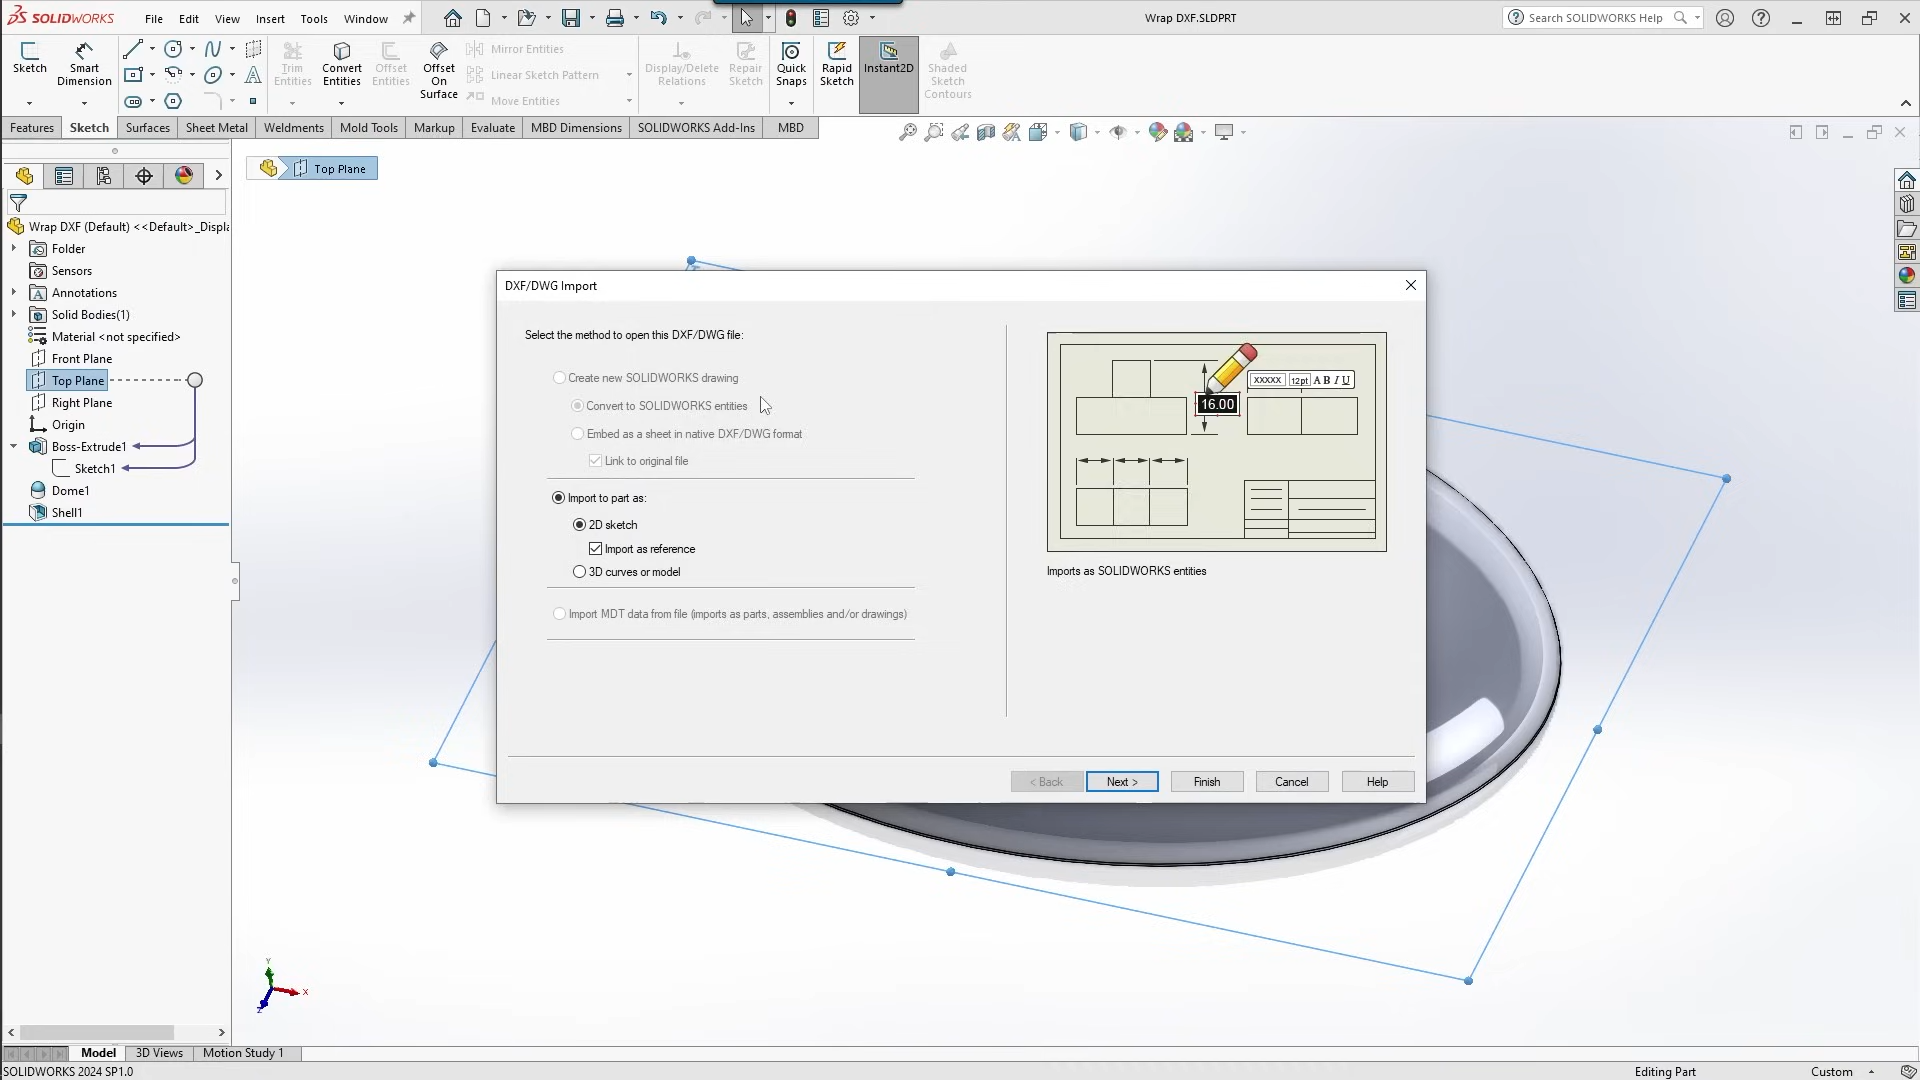 SOLIDWORKS File Edit View Insert Tools Window
Wrap DXF.SLDPRT
Search SOLIDWORKS Help
Sketch
Smart Dimension
Trim Entities
Convert Entities
Offset Entities
Offset On Surface
Mirror Entities
Linear Sketch Pattern
Move Entities
Display/Delete Relations
Repair Sketch
Quick Snaps
Rapid Sketch
Instant2D
Shaded Sketch Contours
Features Sketch Surfaces Sheet Metal Weldments Mold Tools Markup Evaluate MBD Dimensions SOLIDWORKS Add-Ins MBD
Top Plane
Wrap DXF (Default) <<Default>_Displa
Folder
Sensors
Annotations
Solid Bodies(1)
Material <not specified>
Front Plane
Top Plane
Right Plane
Origin
Boss-Extrude1
Sketch1
Dome1
Shell1
DXF/DWG Import
Select the method to open this DXF/DWG file:
Create new SOLIDWORKS drawing
Convert to SOLIDWORKS entities
Embed as a sheet in native DXF/DWG format
Link to original file
Import to part as:
2D sketch
Import as reference
3D curves or model
Import MDT data from file (imports as parts, assemblies and/or drawings)
XXXXX 12pt A B I U
16.00
Imports as SOLIDWORKS entities
< Back Next > Finish Cancel Help
Y
X
Z
Model 3D Views Motion Study 1
SOLIDWORKS 2024 SP1.0
Editing Part Custom